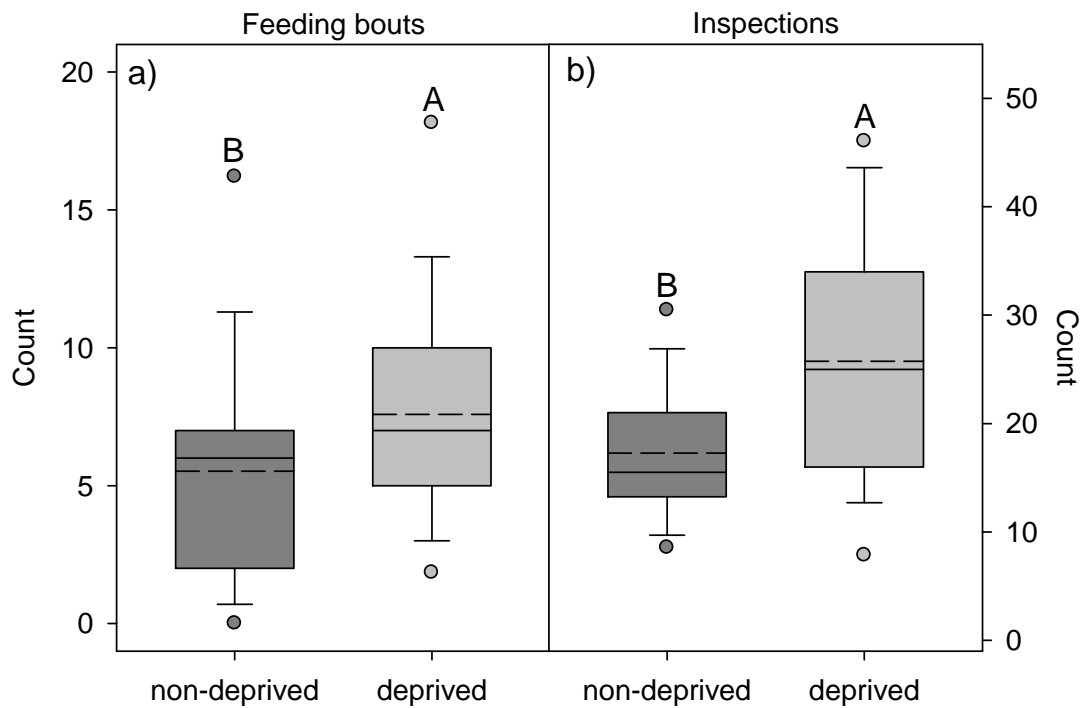 Feeding bouts
Inspections
a)
b)
20
15
10
5
0
Count
B
A
B
A
50
40
30
20
10
0
Count
non-deprived
deprived
non-deprived
deprived